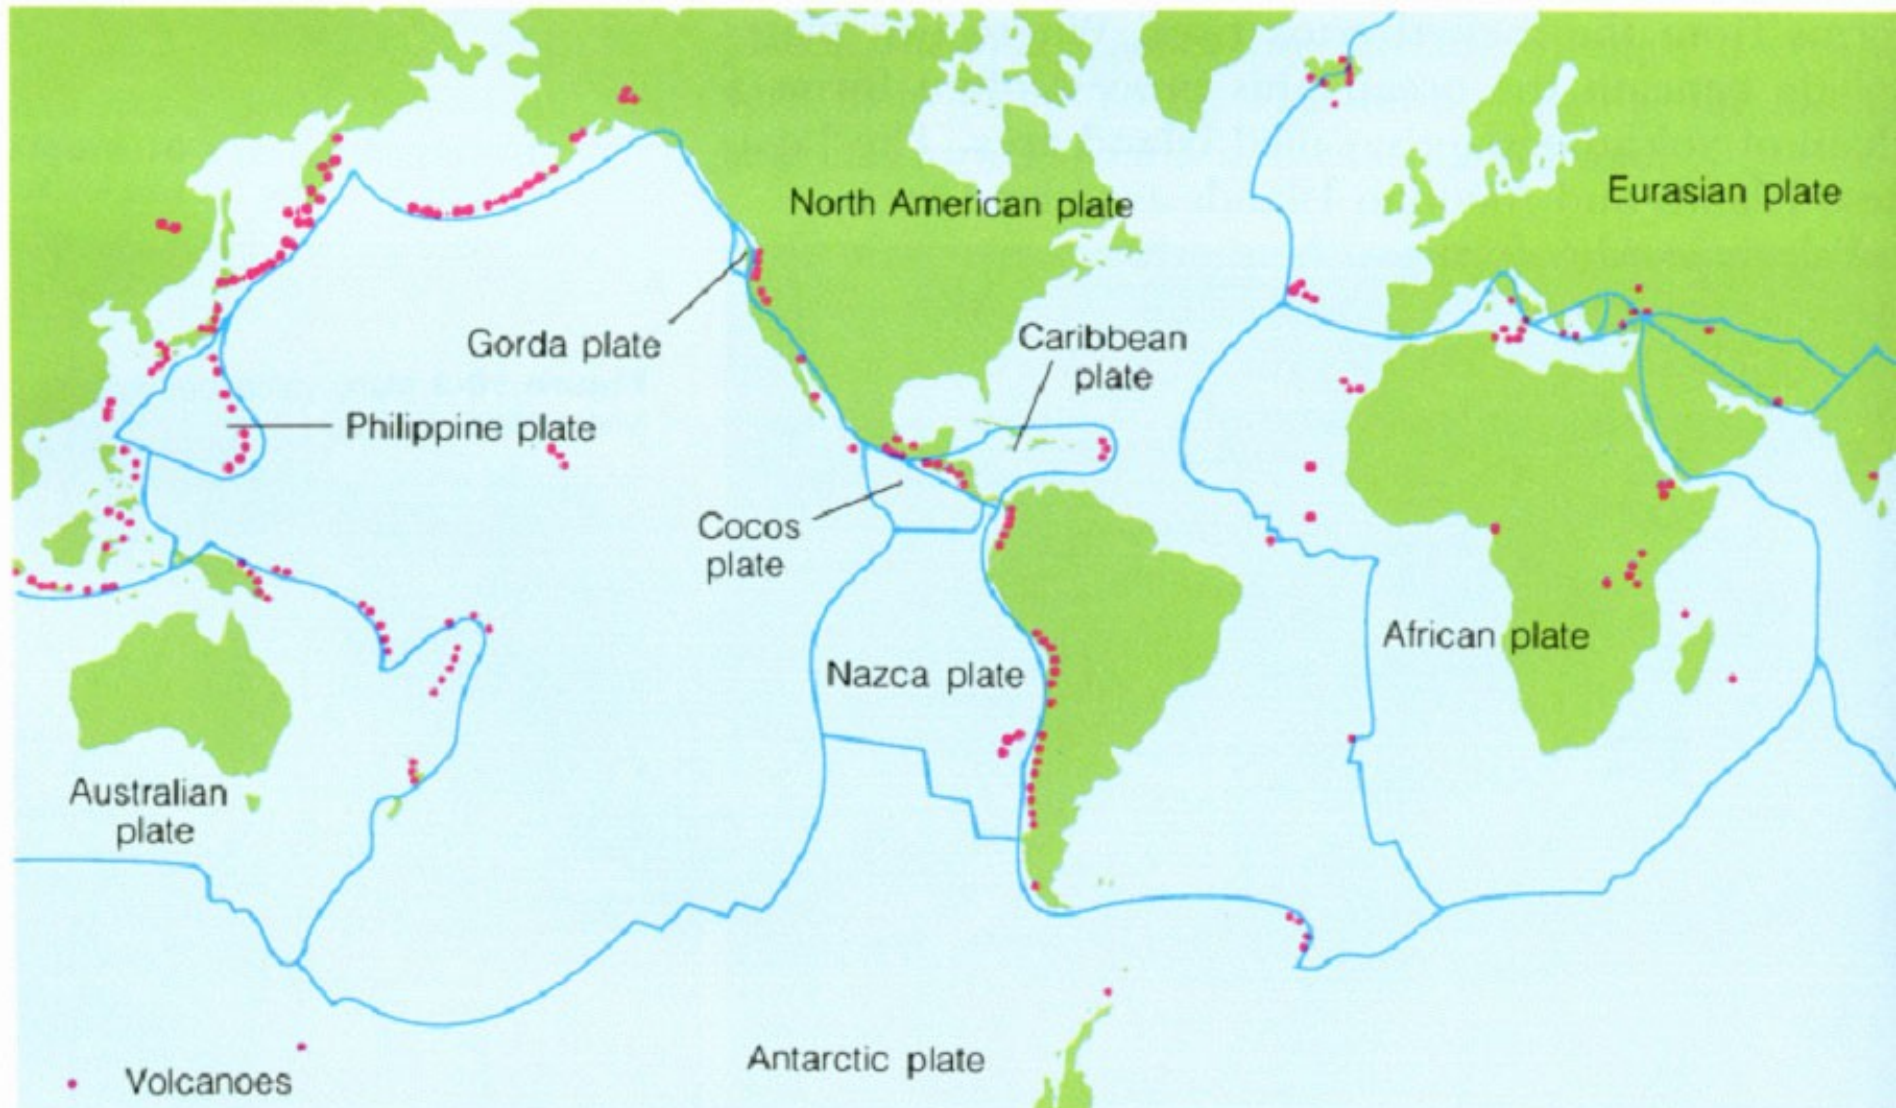 North American plate
Eurasian plate
Gorda plate
Caribbean
plate
Philippine plate
Cocos
plate
African plate
Nazca plate
Australian
plate
Antarctic plate
Volcanoes